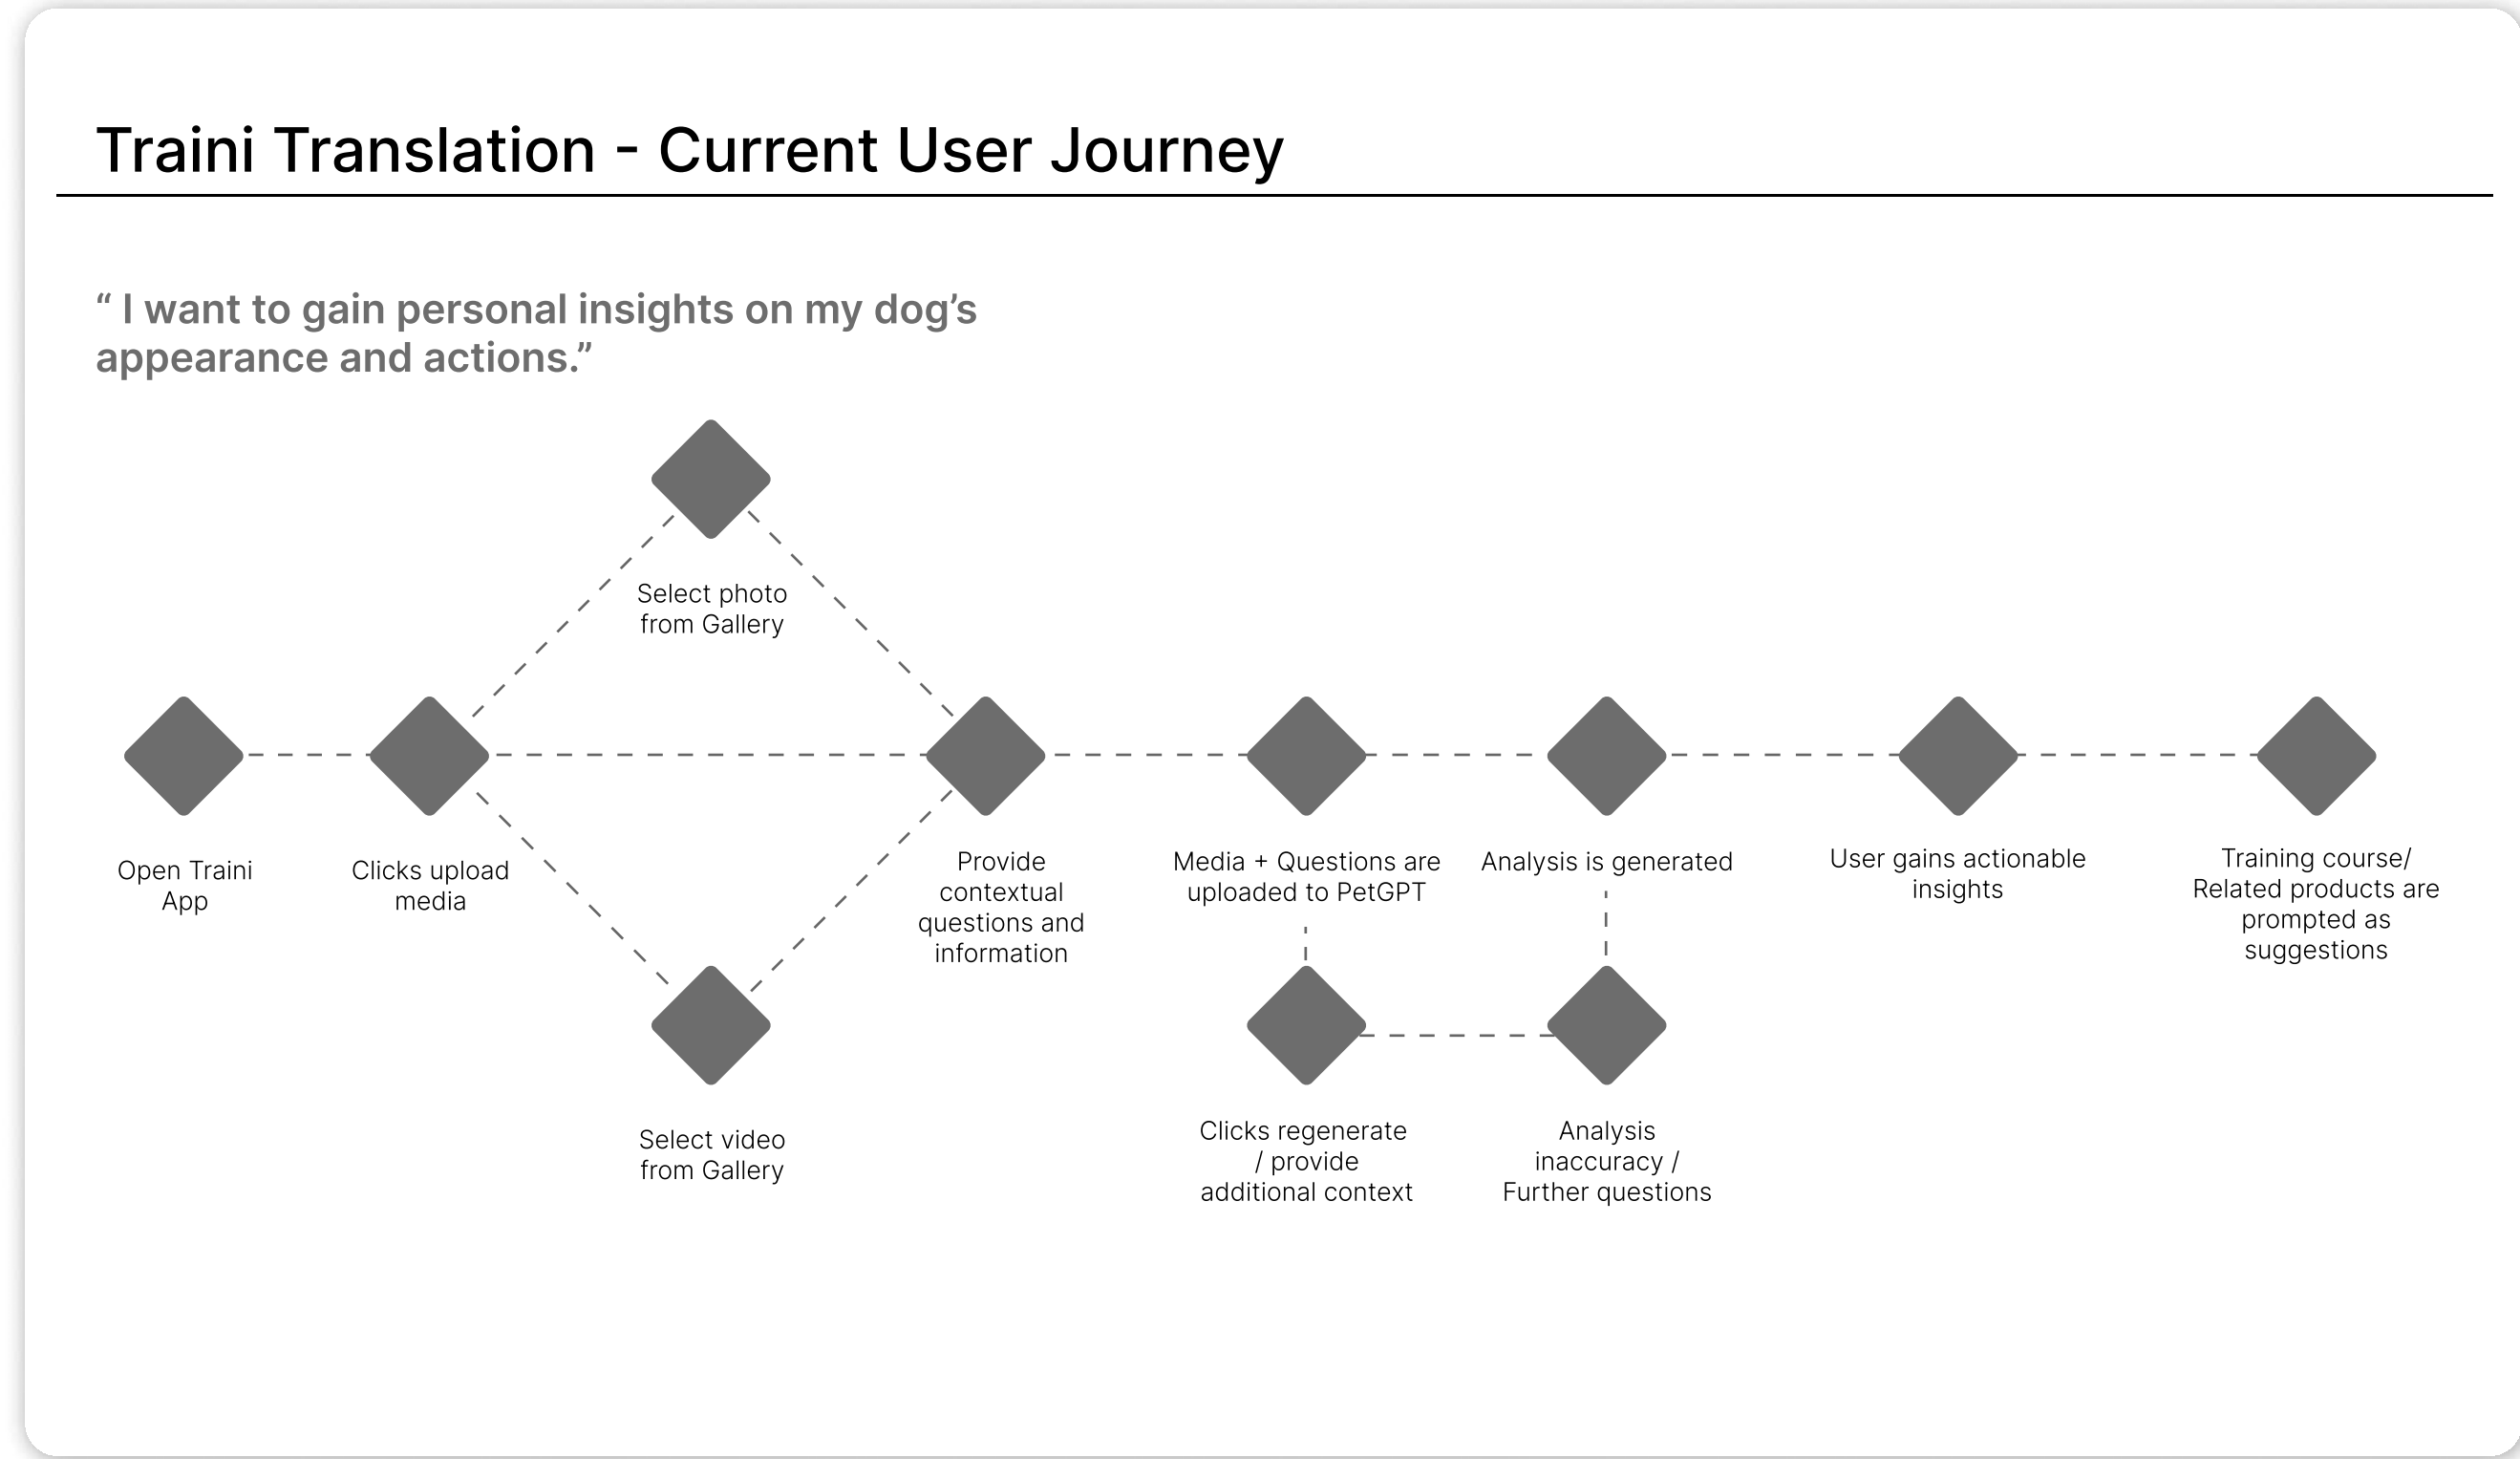 Traini Translation - Current User Journey
“ I want to gain personal insights on my dog’s
appearance and actions.”
Select photo
from Gallery
Open Traini
App
Clicks upload
media
Provide
contextual
questions and
information
Media + Questions are
uploaded to PetGPT
Analysis is generated
User gains actionable
insights
Training course/
Related products are
prompted as
suggestions
Select video
from Gallery
Clicks regenerate
/ provide
additional context
Analysis
inaccuracy /
Further questions